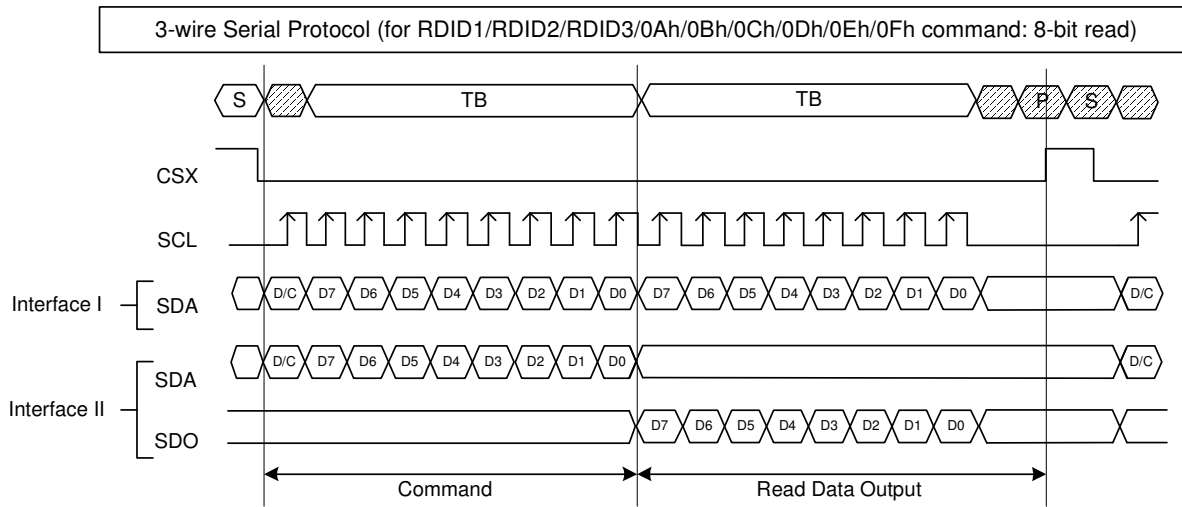 3-wire Serial Protocol (for RDID1/RDID2/RDID3/0Ah/0Bh/0Ch/0Dh/0Eh/0Fh command: 8-bit read)
S TB TB P S
CSX
SCL
Interface I SDA D/C D7 D6 D5 D4 D3 D2 D1 D0 D7 D6 D5 D4 D3 D2 D1 D0 D/C
Interface II SDA D/C D7 D6 D5 D4 D3 D2 D1 D0 D/C
SDO D7 D6 D5 D4 D3 D2 D1 D0
Command Read Data Output